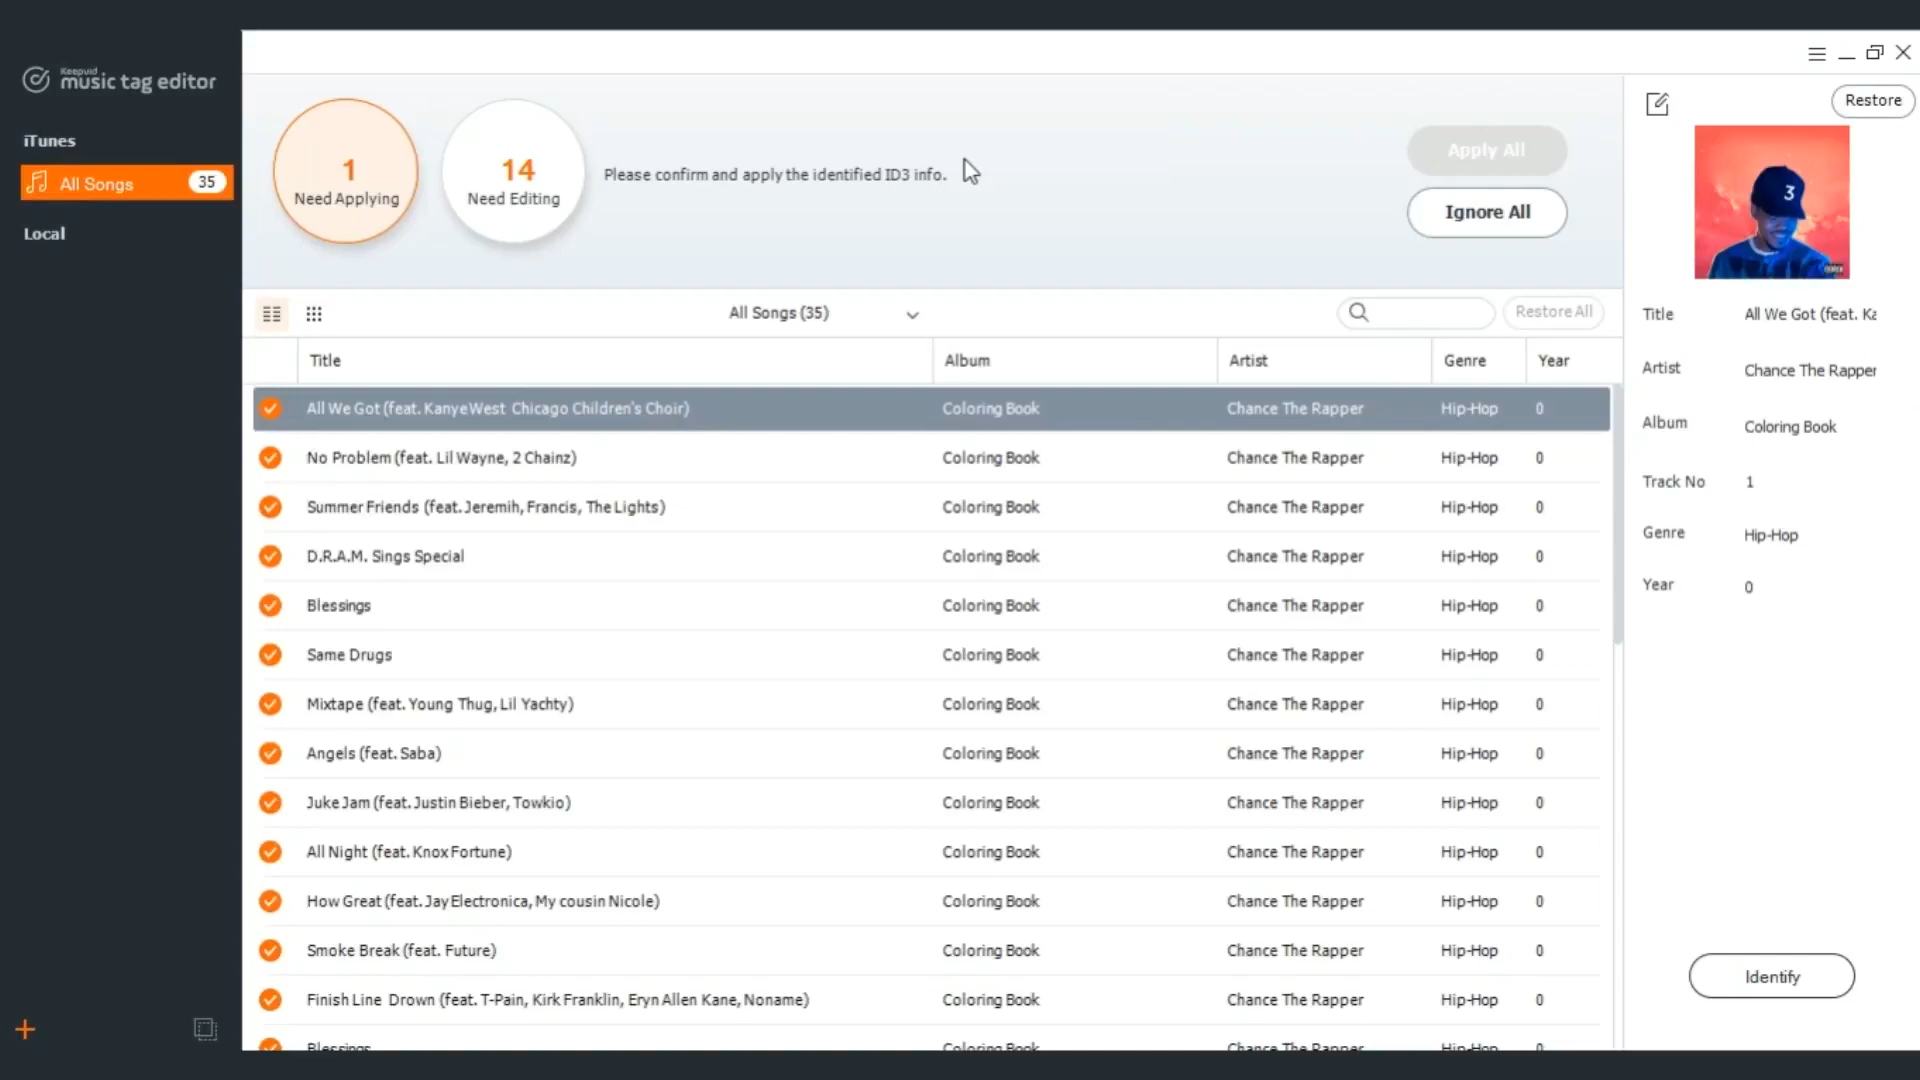 Keepvid
music tag editor
Restore
iTunes
All Songs 35
Local
1
Need Applying
14
Need Editing
Please confirm and apply the identified ID3 info.
Apply All
Ignore All
3
All Songs (35)
Restore All
Title Album Artist Genre Year
All We Got (feat. Kanye West Chicago Children's Choir) Coloring Book Chance The Rapper Hip-Hop 0
No Problem (feat. Lil Wayne, 2 Chainz) Coloring Book Chance The Rapper Hip-Hop 0
Summer Friends (feat. Jeremih, Francis, The Lights) Coloring Book Chance The Rapper Hip-Hop 0
D.R.A.M. Sings Special Coloring Book Chance The Rapper Hip-Hop 0
Blessings Coloring Book Chance The Rapper Hip-Hop 0
Same Drugs Coloring Book Chance The Rapper Hip-Hop 0
Mixtape (feat. Young Thug, Lil Yachty) Coloring Book Chance The Rapper Hip-Hop 0
Angels (feat. Saba) Coloring Book Chance The Rapper Hip-Hop 0
Juke Jam (feat. Justin Bieber, Towkio) Coloring Book Chance The Rapper Hip-Hop 0
All Night (feat. Knox Fortune) Coloring Book Chance The Rapper Hip-Hop 0
How Great (feat. Jay Electronica, My cousin Nicole) Coloring Book Chance The Rapper Hip-Hop 0
Smoke Break (feat. Future) Coloring Book Chance The Rapper Hip-Hop 0
Finish Line Drown (feat. T-Pain, Kirk Franklin, Eryn Allen Kane, Noname) Coloring Book Chance The Rapper Hip-Hop 0
Blessings Coloring Book Chance The Rapper Hip-Hop 0
Title All We Got (feat. Ka
Artist Chance The Rapper
Album Coloring Book
Track No 1
Genre Hip-Hop
Year 0
Identify